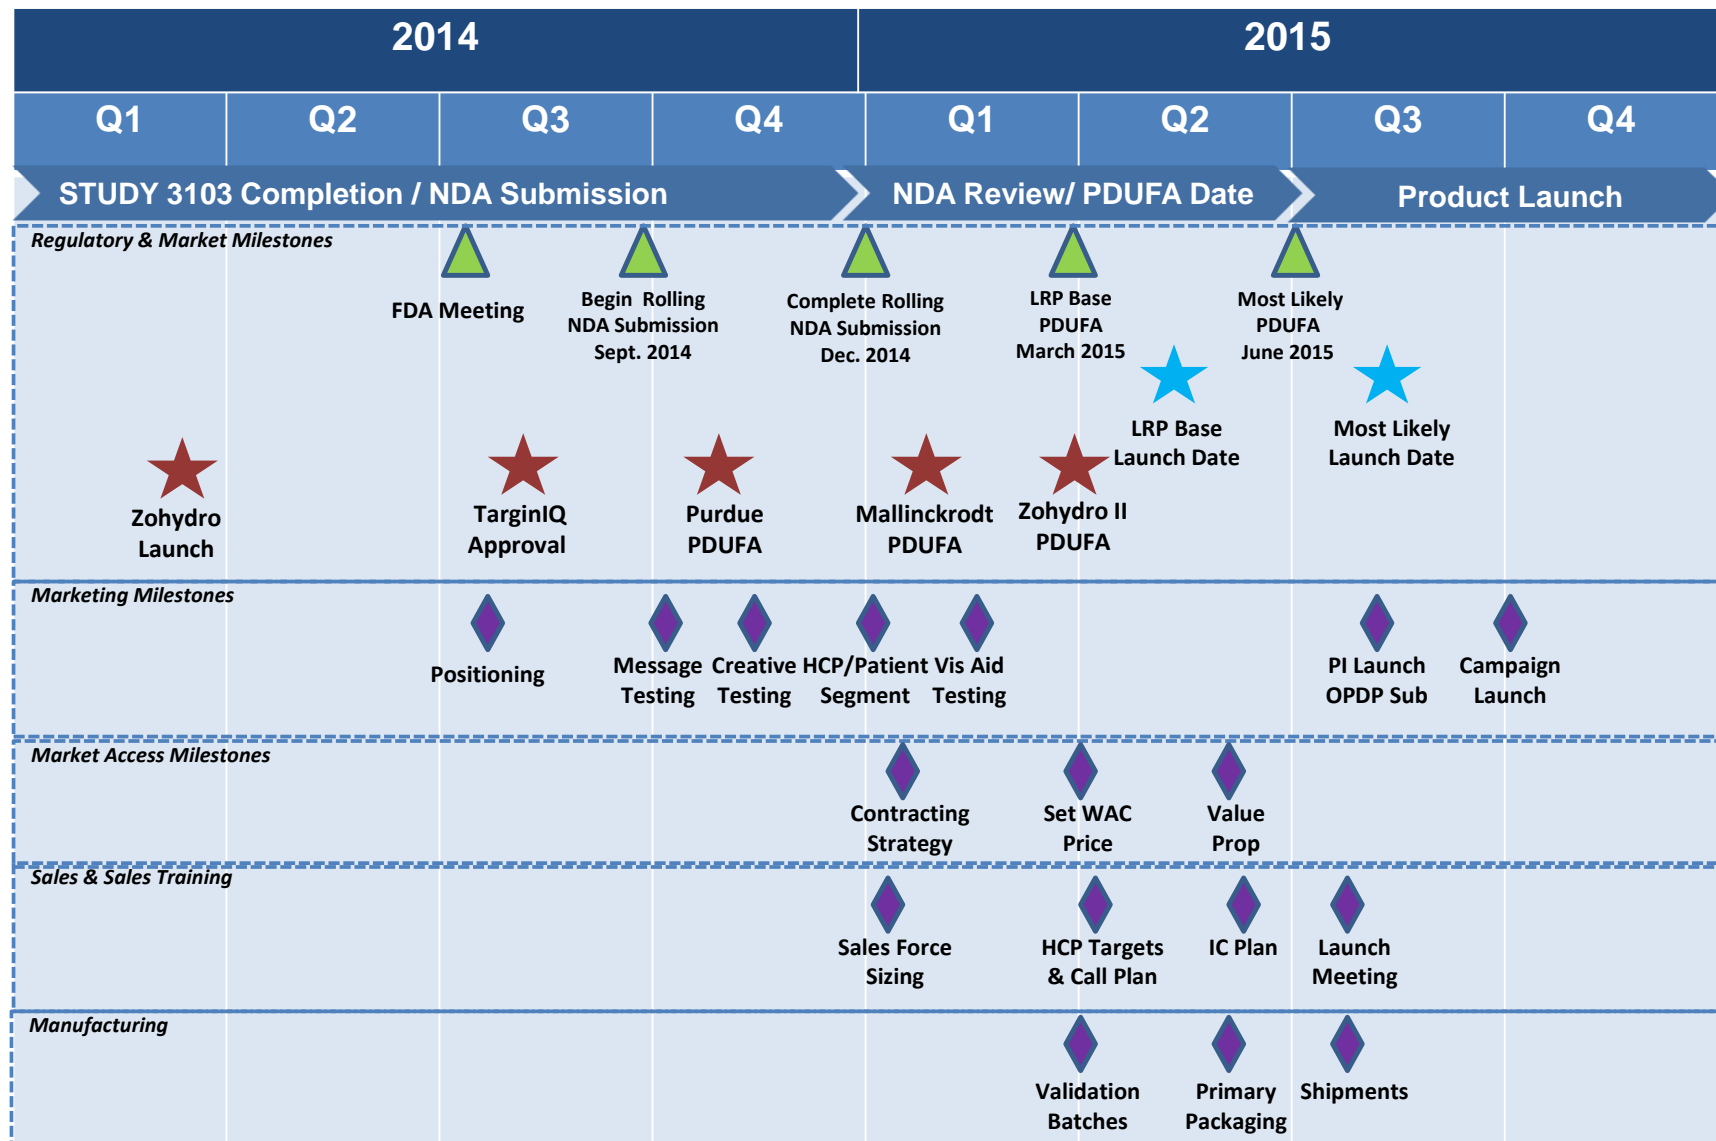 2014
2015
Q1
Q2
Q3
Q4
Q1
Q2
Q3
Q4
STUDY 3103 Completion / NDA Submission
NDA Review/ PDUFA Date
Product Launch
Regulatory & Market Milestones
FDA Meeting
Begin Rolling
NDA Submission
Sept. 2014
Complete Rolling
NDA Submission
Dec. 2014
LRP Base
PDUFA
March 2015
Most Likely
PDUFA
June 2015
LRP Base
Launch Date
Most Likely
Launch Date
Zohydro
Launch
TarginIQ
Approval
Purdue
PDUFA
Mallinckrodt
PDUFA
Zohydro II
PDUFA
Marketing Milestones
Positioning
Message
Testing
Creative
Testing
HCP/Patient
Segment
Vis Aid
Testing
PI Launch
OPDP Sub
Campaign
Launch
Market Access Milestones
Contracting
Strategy
Set WAC
Price
Value
Prop
Sales & Sales Training
Sales Force
Sizing
HCP Targets
& Call Plan
IC Plan
Launch
Meeting
Manufacturing
Validation
Batches
Primary
Packaging
Shipments